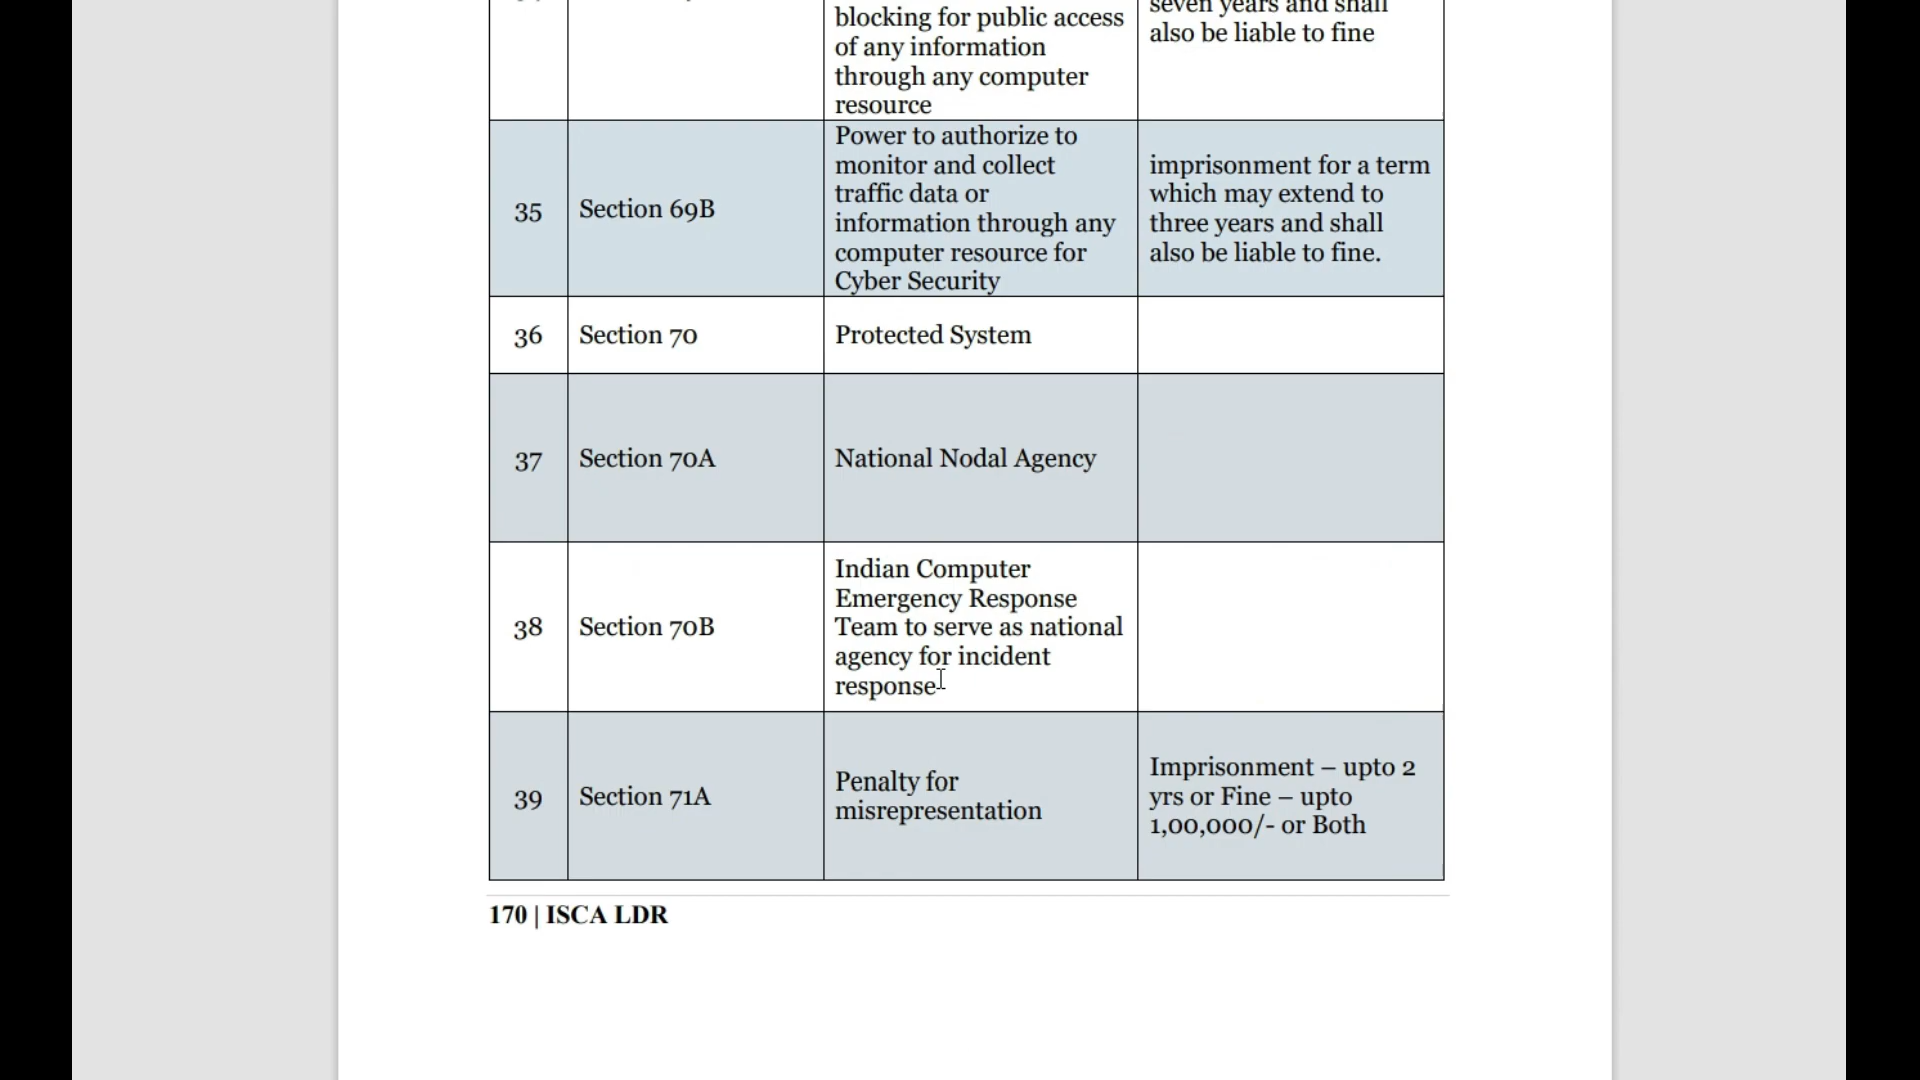 blocking for public access
of any information
through any computer
resource
seven years and shall
also be liable to fine
35
Section 69B
Power to authorize to
monitor and collect
traffic data or
information through any
computer resource for
Cyber Security
imprisonment for a term
which may extend to
three years and shall
also be liable to fine.
36
Section 70
Protected System
37
Section 70A
National Nodal Agency
38
Section 70B
Indian Computer
Emergency Response
Team to serve as national
agency for incident
response
39
Section 71A
Penalty for
misrepresentation
Imprisonment – upto 2
yrs or Fine – upto
1,00,000/- or Both
170 | ISCA LDR